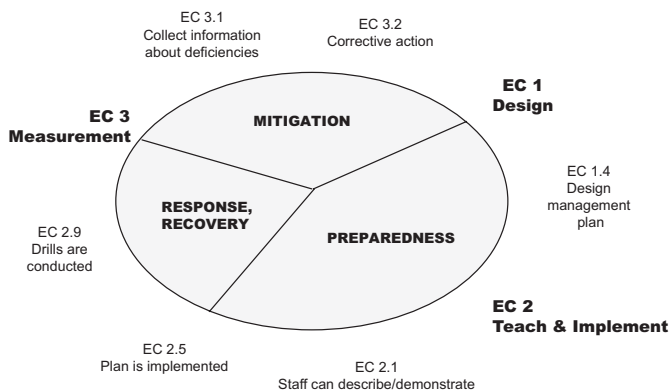 EC 3.1
Collect information
about deficiencies
EC 3.2
Corrective action
EC 1
Design
EC 3
Measurement
MITIGATION
EC 1.4
Design
management
plan
RESPONSE,
RECOVERY
PREPAREDNESS
EC 2.9
Drills are
conducted
EC 2
Teach & Implement
EC 2.5
Plan is implemented
EC 2.1
Staff can describe/demonstrate